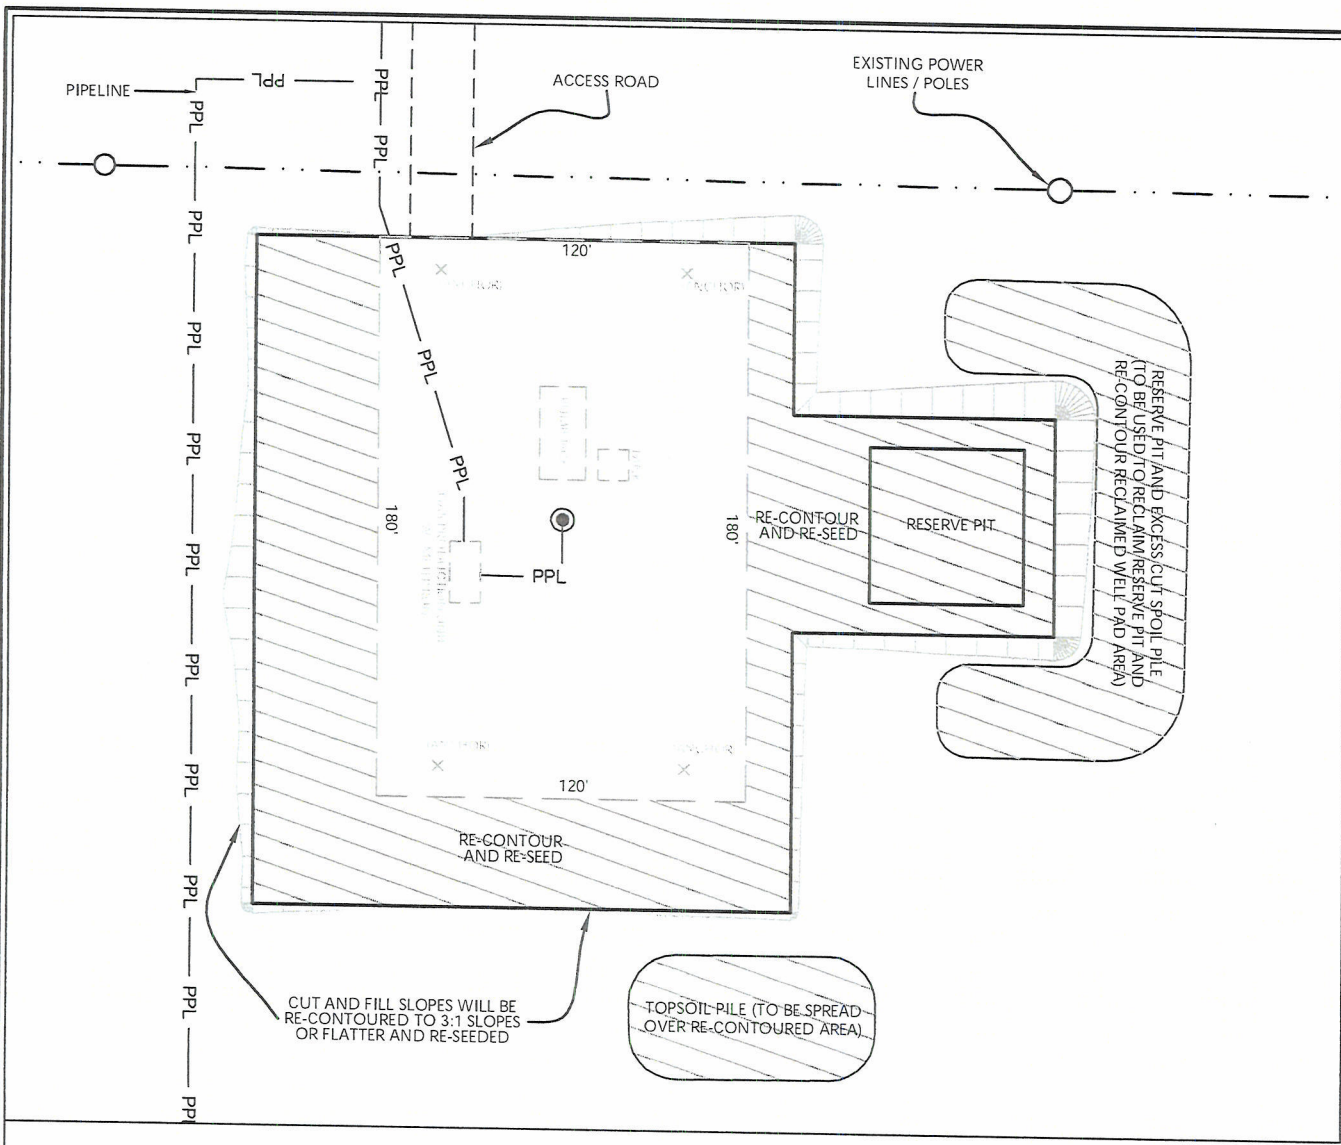 PIPELINE
PPL
PPL
PPL
PPL
PPL
ACCESS ROAD
EXISTING POWER
LINES / POLES
PPL
PPL
PPL
PPL
PPL
PPL
PPL
PPL
PPL
PPL
PPL
PPL
PPL
120'
180'
180'
120'
RE-CONTOUR
AND RE-SEED
RESERVE PIT
RESERVE PIT AND EXCESS CUT SPOIL PILE
(TO BE USED TO RECLAIM RESERVE PIT AND
RE-CONTOUR RECLAIMED WELL PAD AREA)
ANCHOR
RE-CONTOUR
AND RE-SEED
CUT AND FILL SLOPES WILL BE
RE-CONTOURED TO 3:1 SLOPES
OR FLATTER AND RE-SEEDED
TOPSOIL PILE (TO BE SPREAD
OVER RE-CONTOURED AREA)